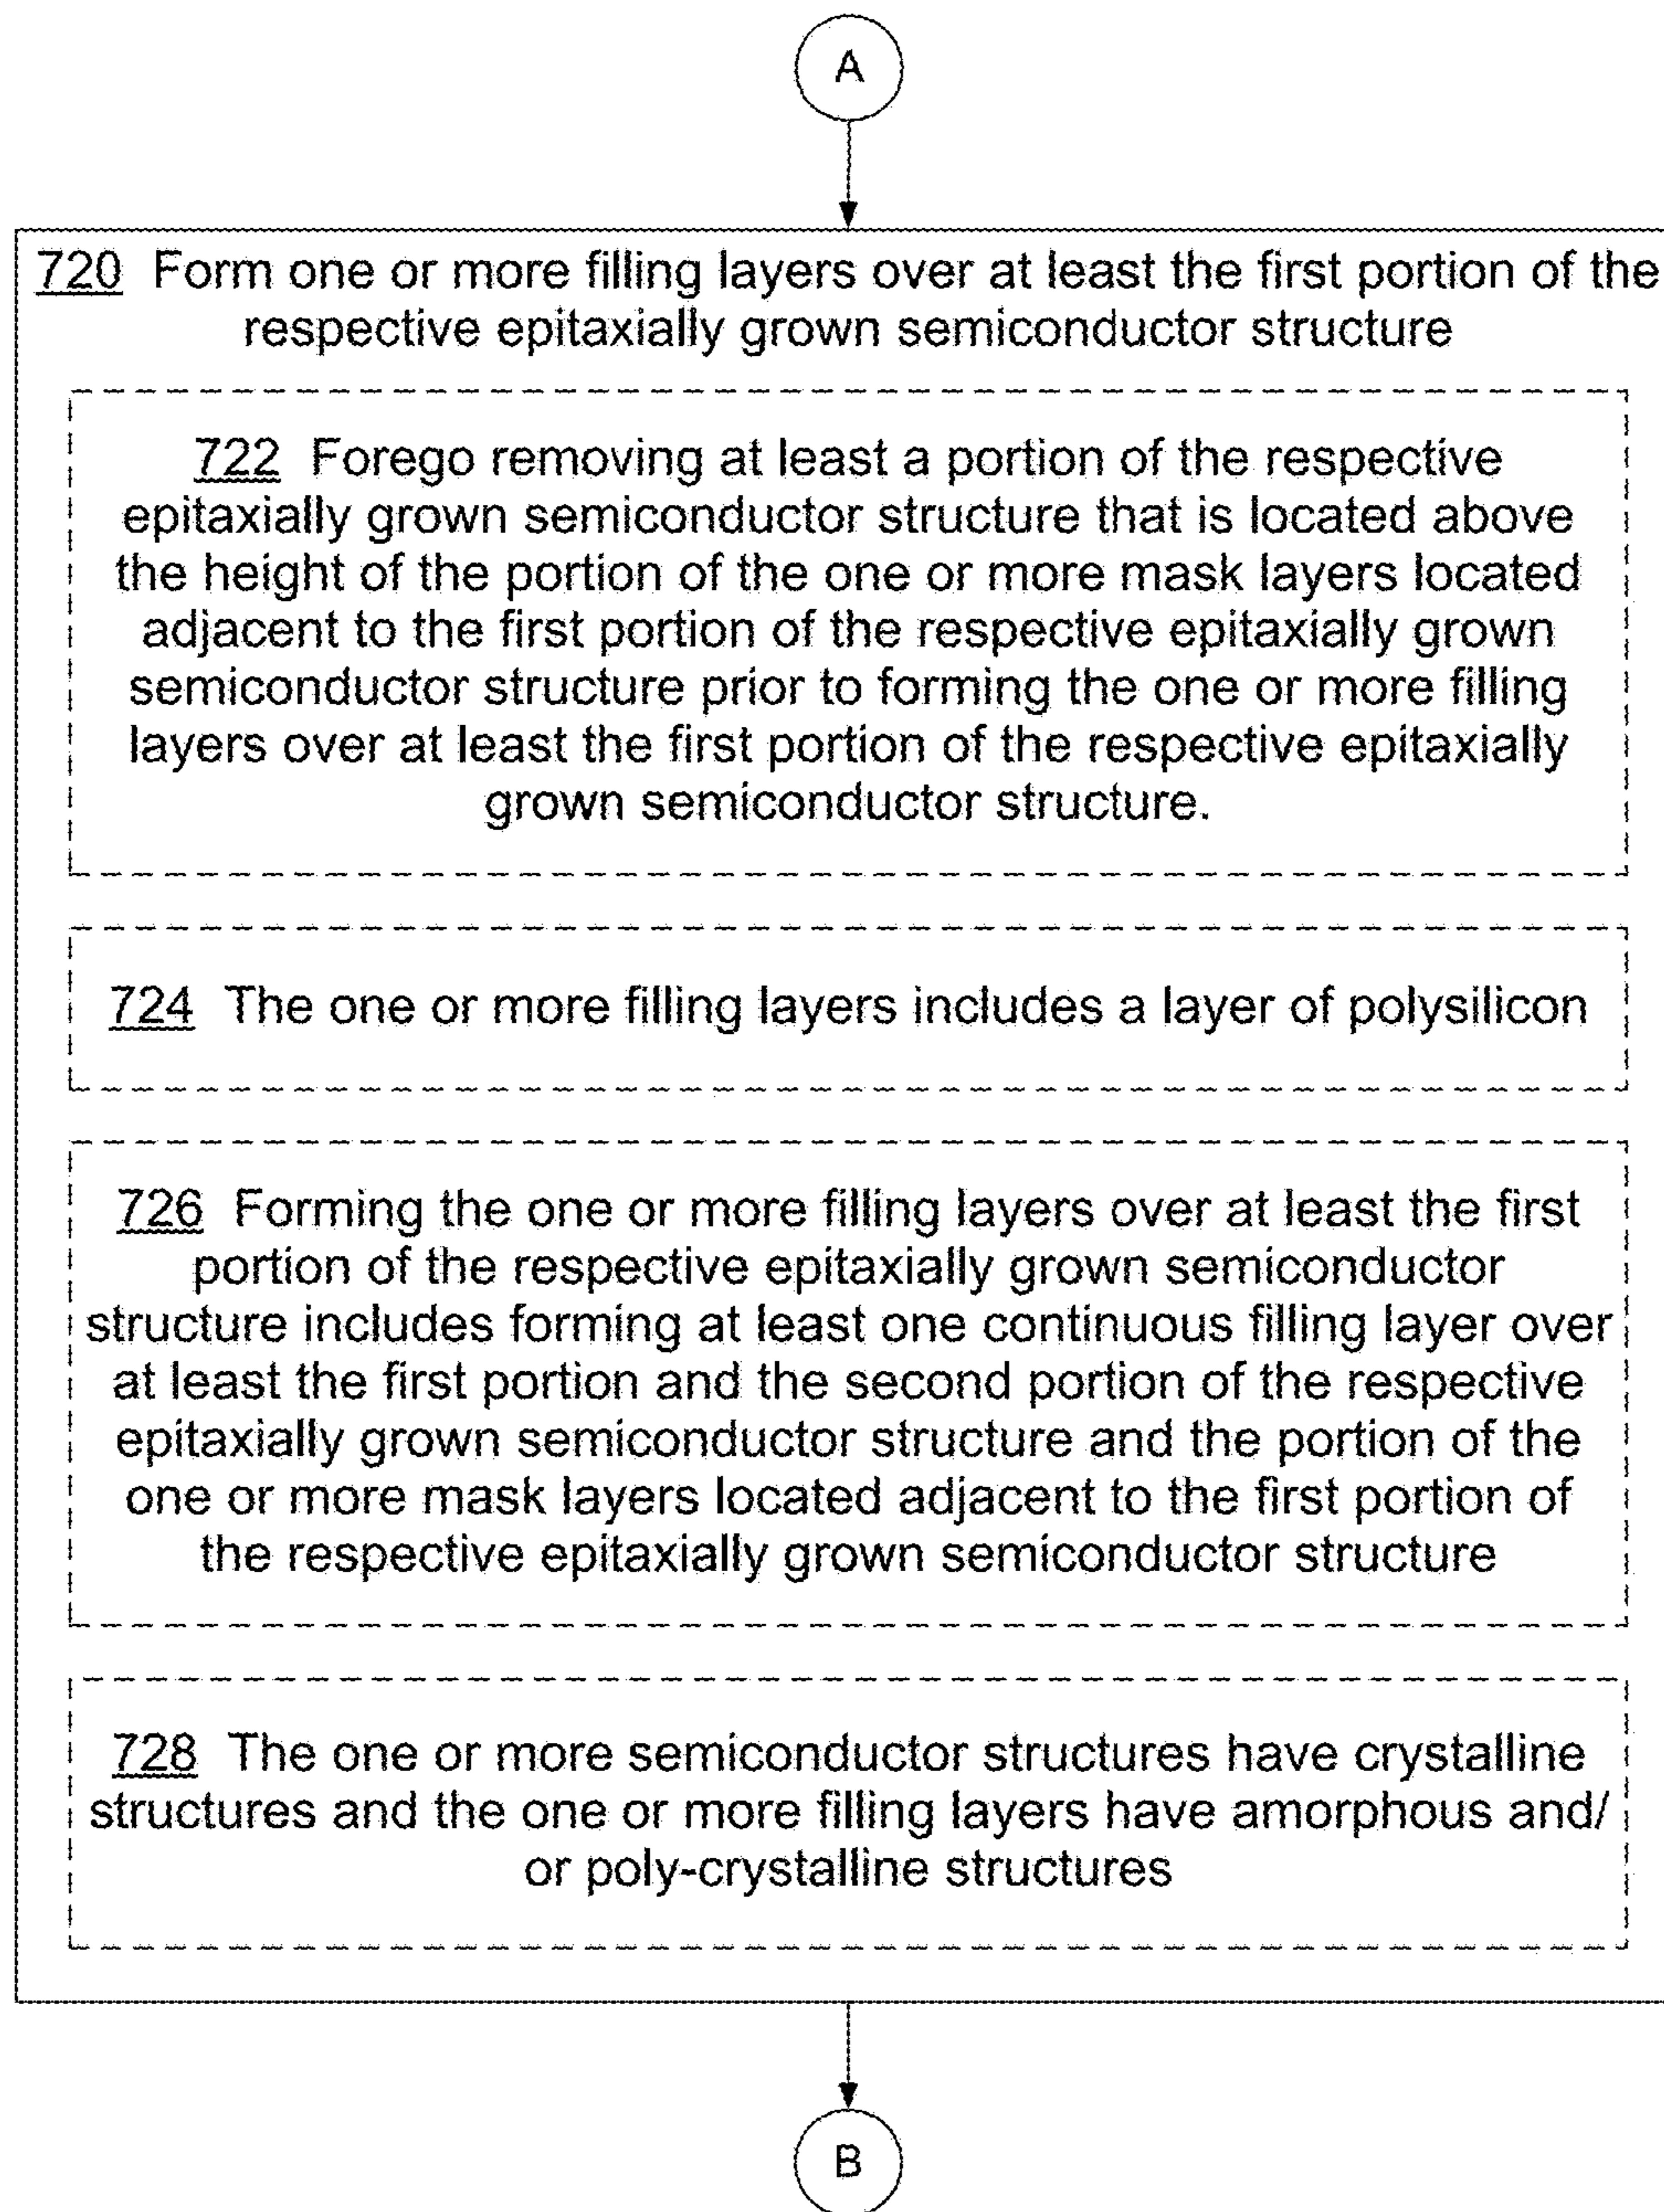 A
720 Form one or more filling layers over at least the first portion of the
respective epitaxially grown semiconductor structure
722 Forego removing at least a portion of the respective
epitaxially grown semiconductor structure that is located above
the height of the portion of the one or more mask layers located
adjacent to the first portion of the respective epitaxially grown
semiconductor structure prior to forming the one or more filling
layers over at least the first portion of the respective epitaxially
grown semiconductor structure.
724 The one or more filling layers includes a layer of polysilicon
726 Forming the one or more filling layers over at least the first
portion of the respective epitaxially grown semiconductor
structure includes forming at least one continuous filling layer over
at least the first portion and the second portion of the respective
epitaxially grown semiconductor structure and the portion of the
one or more mask layers located adjacent to the first portion of
the respective epitaxially grown semiconductor structure
728 The one or more semiconductor structures have crystalline
structures and the one or more filling layers have amorphous and/
or poly-crystalline structures
B